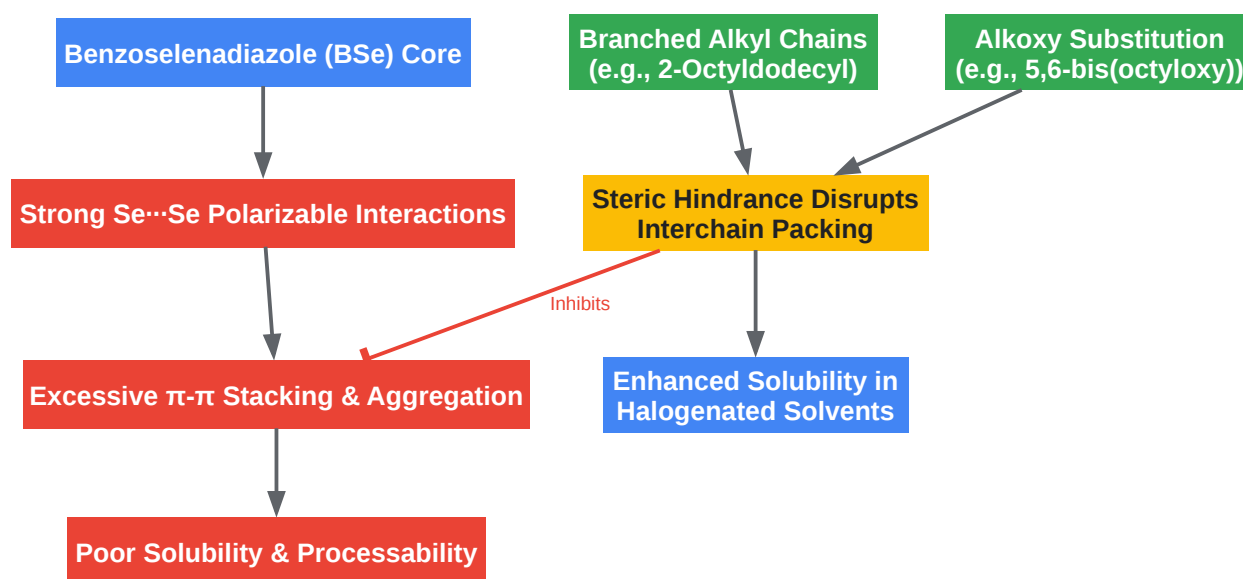 Benzoselenadiazole (BSe) Core
Branched Alkyl Chains
(e.g., 2-Octyldodecyl)
Alkoxy Substitution
(e.g., 5,6-bis(octyloxy))
Strong Se···Se Polarizable Interactions
Steric Hindrance Disrupts
Interchain Packing
Inhibits
Excessive π-π Stacking & Aggregation
Enhanced Solubility in
Halogenated Solvents
Poor Solubility & Processability